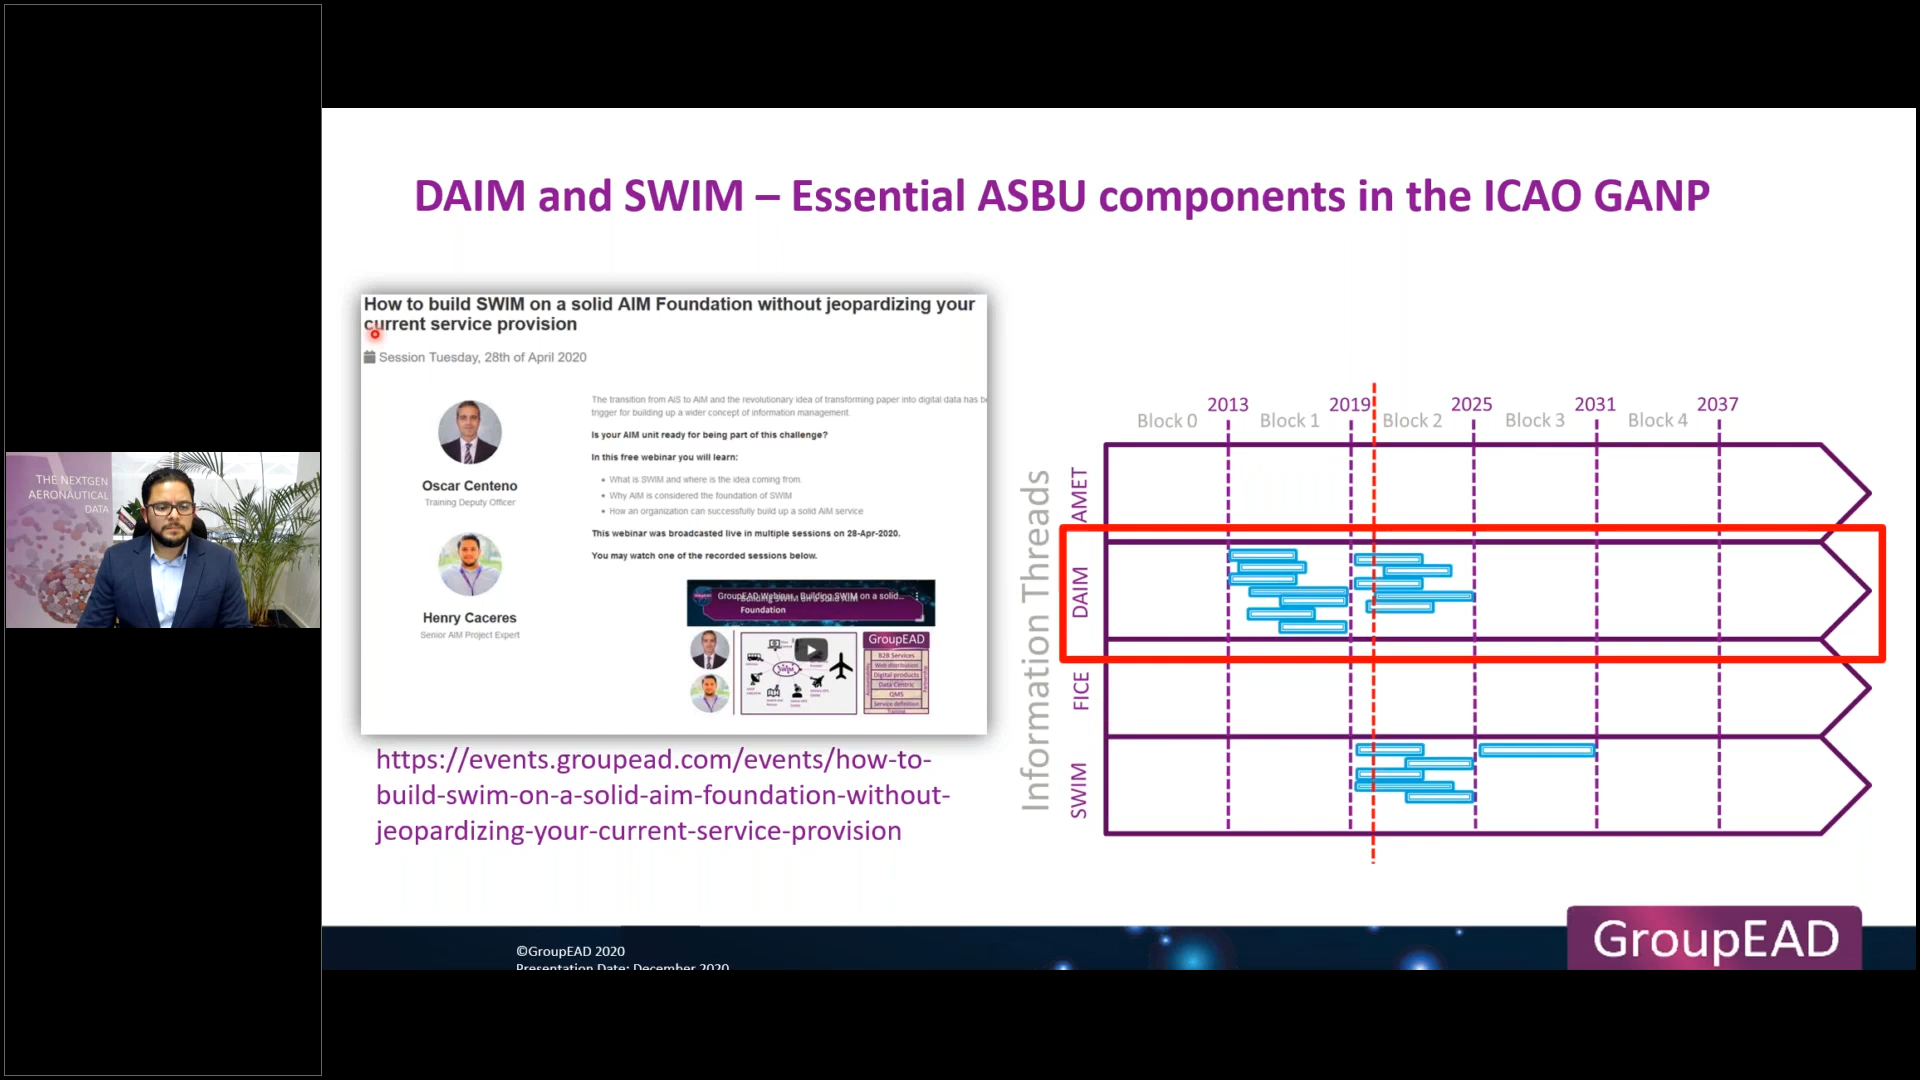 THE NEXTGEN
AERONAUTICAL
DATA
DAIM and SWIM – Essential ASBU components in the ICAO GANP
How to build SWIM on a solid AIM Foundation without jeopardizing your
current service provision
Session Tuesday, 28th of April 2020
Oscar Centeno
Training Deputy Officer
Henry Caceres
Senior AIM Project Expert
The transition from AIS to AIM and the revolutionary idea of transforming paper into digital data has
trigger for building up a wider concept of information management.
Is your AIM unit ready for being part of this challenge?
In this free webinar you will learn:
What is SWIM and where is the idea coming from.
Why AIM is considered the foundation of SWIM
How an organization can successfully build up a solid AIM service
This webinar was broadcasted live in multiple sessions on 28-Apr-2020.
You may watch one of the recorded sessions below.
GroupEAD Webinar - Building SWIM on a solid...
Building SWIM on a solid AIM
Foundation
SWIM
GroupEAD
B2B Services
Web distribution
Digital products
Data Centric
QMS
Service definition
Training
https://events.groupead.com/events/how-to-
build-swim-on-a-solid-aim-foundation-without-
jeopardizing-your-current-service-provision
2013 2019 2025 2031 2037
Block 0 Block 1 Block 2 Block 3 Block 4
Information Threads
AMET
DAIM
FICE
SWIM
©GroupEAD 2020
Presentation Date: December 2020
GroupEAD